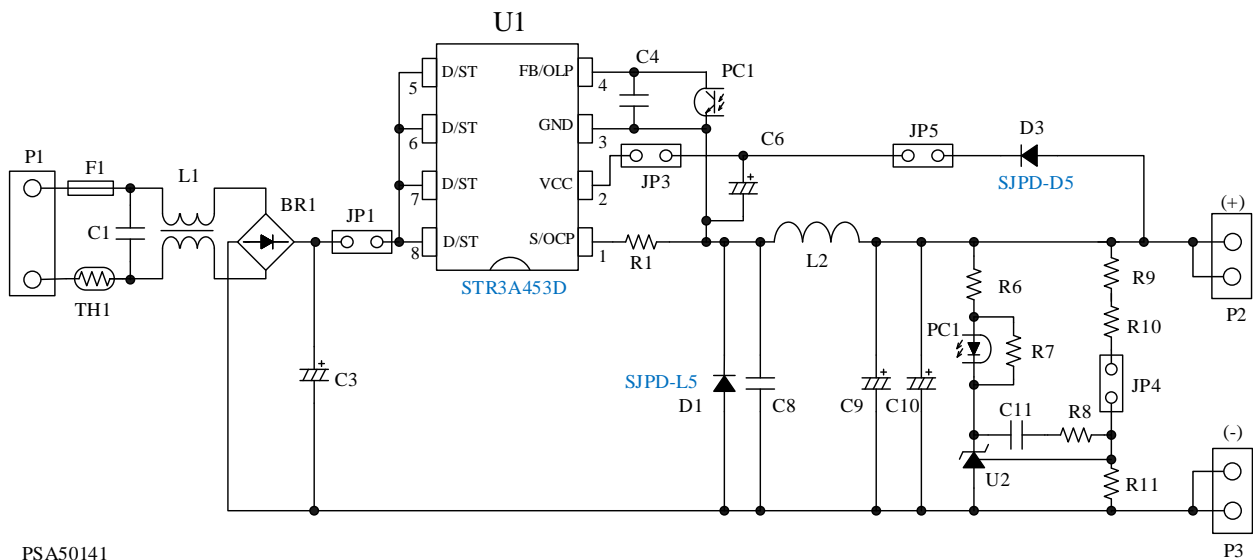 U1
D/ST
FB/OLP
5
4
C4
PC1
D/ST
GND
6
3
C6
JP5
D3
P1
F1
L1
D/ST
VCC
7
2
JP3
SJPD-D5
C1
BR1
JP1
D/ST
S/OCP
8
1
R1
L2
(+)
TH1
STR3A453D
R6
R9
P2
PC1
R7
R10
C3
SJPD-L5
D1
C8
C9
C10
JP4
C11
R8
(-)
U2
R11
PSA50141
P3
+
+
+
+